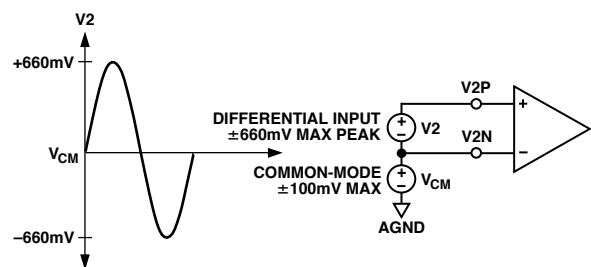 V2
+660mV
VCM
−660mV
DIFFERENTIAL INPUT
±660mV MAX PEAK
V2
V2P
V2N
+
−
+
−
COMMON-MODE
±100mV MAX
VCM
+
−
AGND